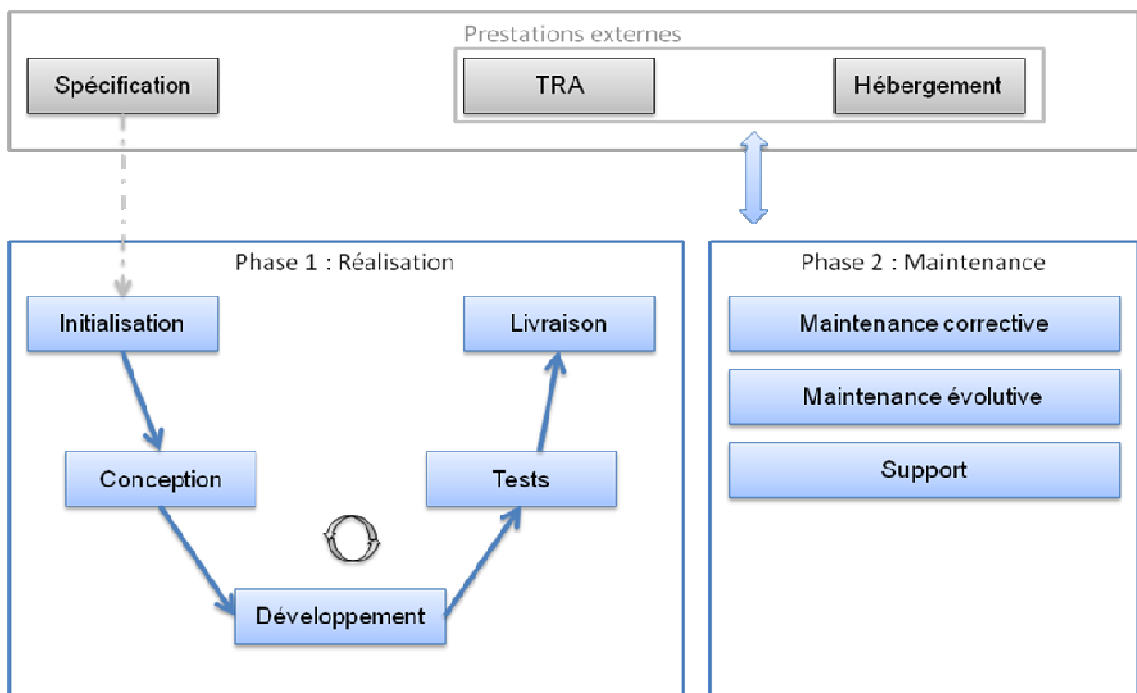 Prestations externes
Spécification
TRA
Hébergement
Phase 1 : Réalisation
Initialisation
Livraison
Conception
Tests
Développement
Phase 2 : Maintenance
Maintenance corrective
Maintenance évolutive
Support